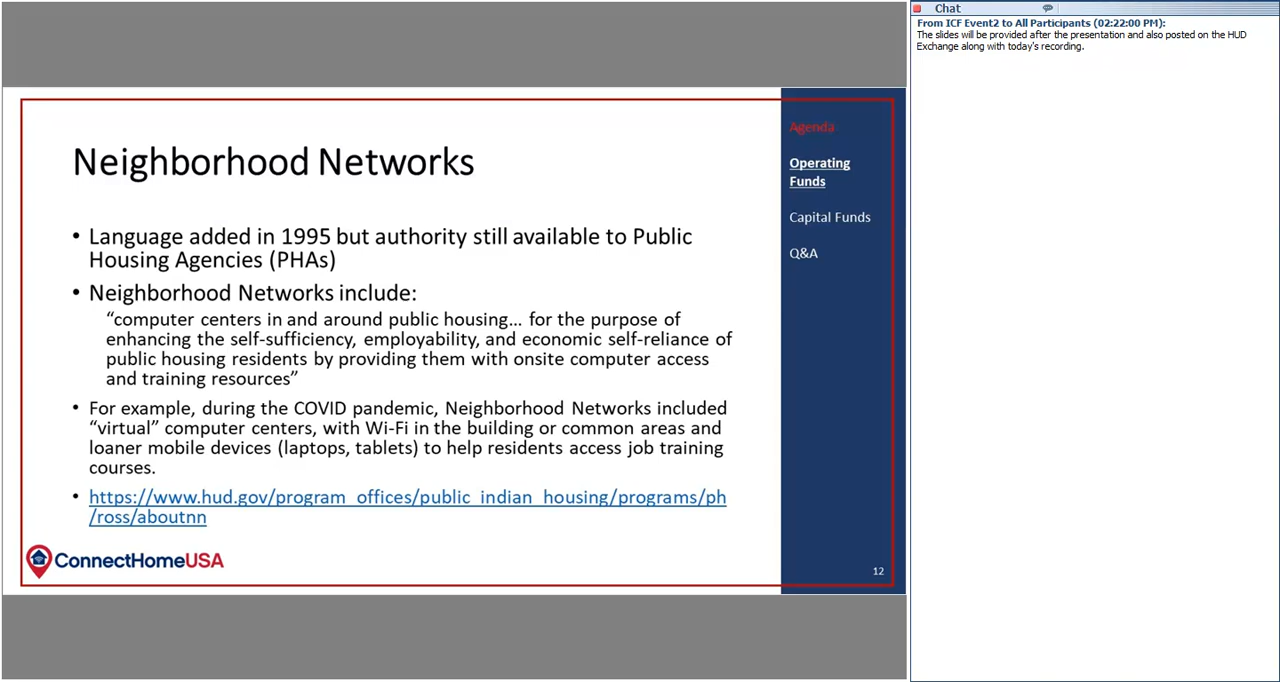 Neighborhood Networks
• Language added in 1995 but authority still available to Public
Housing Agencies (PHAs)
• Neighborhood Networks include:
“computer centers in and around public housing… for the purpose of
enhancing the self-sufficiency, employability, and economic self-reliance of
public housing residents by providing them with onsite computer access
and training resources”
• For example, during the COVID pandemic, Neighborhood Networks included
“virtual” computer centers, with Wi-Fi in the building or common areas and
loaner mobile devices (laptops, tablets) to help residents access job training
courses.
• https://www.hud.gov/program_offices/public_indian_housing/programs/ph
/ross/aboutnn
ConnectHomeUSA
Agenda
Operating
Funds
Capital Funds
Q&A
12
Chat
From ICF Event2 to All Participants (02:22:00 PM):
The slides will be provided after the presentation and also posted on the HUD
Exchange along with today's recording.